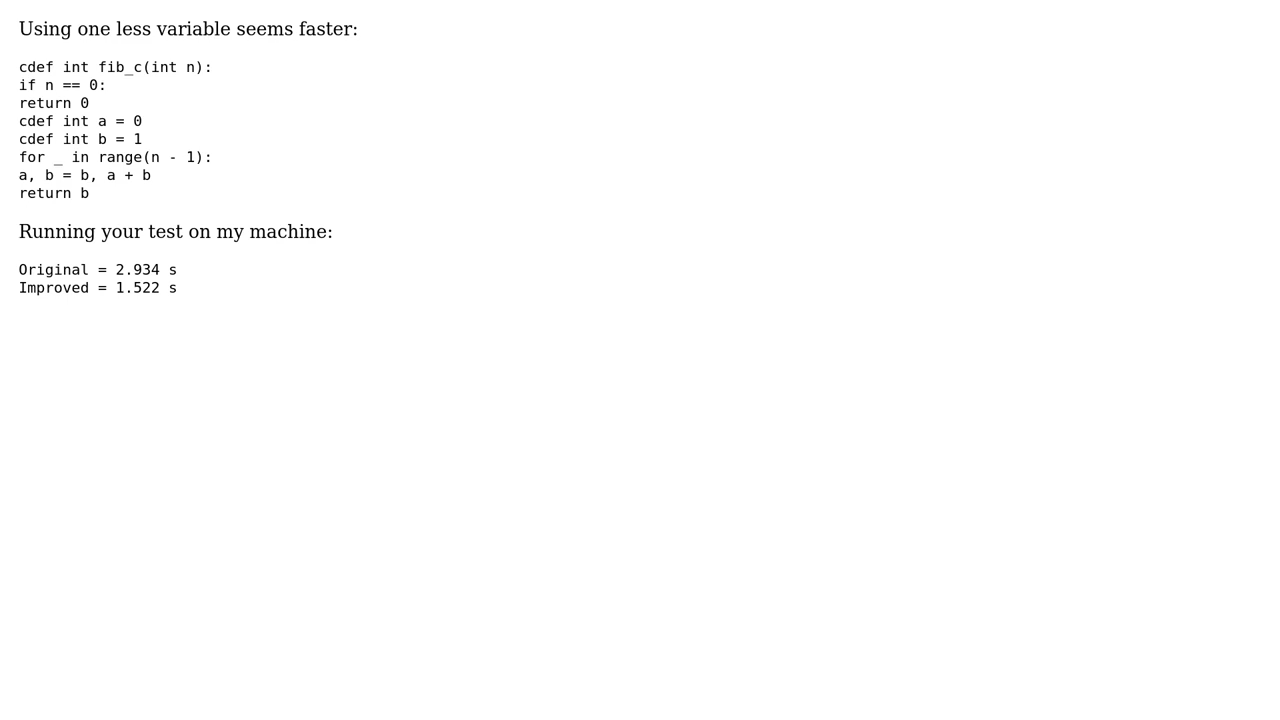 Using one less variable seems faster:
cdef int fib_c(int n):
if n == 0:
return 0
cdef int a = 0
cdef int b = 1
for _ in range(n - 1):
a, b = b, a + b
return b
Running your test on my machine:
Original = 2.934 s
Improved = 1.522 s